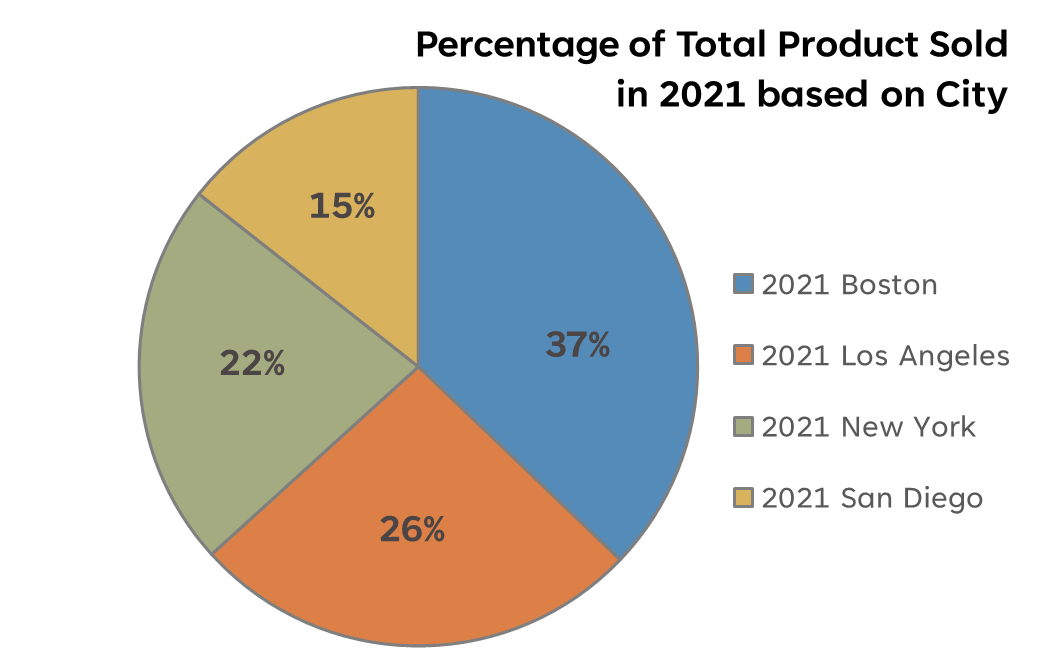 Percentage of Total Product Sold
in 2021 based on City
15%
37%
22%
26%
2021 Boston
2021 Los Angeles
2021 New York
2021 San Diego